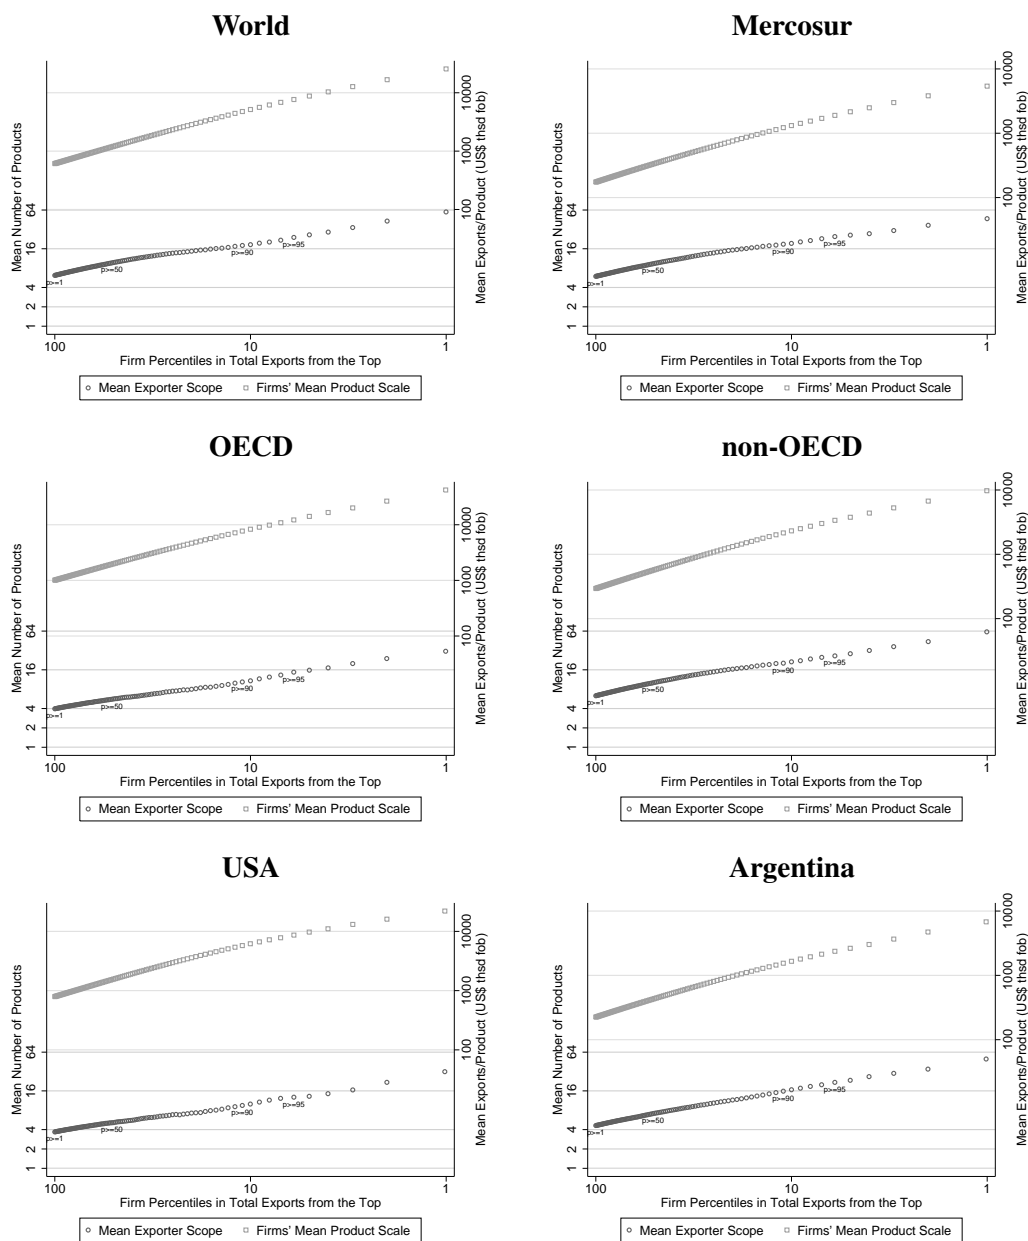 World
Mean Number of Products
64
16
4
2
1
10000
1000
100
Mean Exports/Product (US$ thsd fob)
p>=1
p>=50
p>=90
p>=95
100
10
1
Firm Percentiles in Total Exports from the Top
Mean Exporter Scope
Firms' Mean Product Scale
Mercosur
Mean Number of Products
64
16
4
2
1
10000
1000
100
Mean Exports/Product (US$ thsd fob)
p>=1
p>=50
p>=90
p>=95
100
10
1
Firm Percentiles in Total Exports from the Top
Mean Exporter Scope
Firms' Mean Product Scale
OECD
Mean Number of Products
64
16
4
2
1
10000
1000
100
Mean Exports/Product (US$ thsd fob)
p>=1
p>=50
p>=90
p>=95
100
10
1
Firm Percentiles in Total Exports from the Top
Mean Exporter Scope
Firms' Mean Product Scale
non-OECD
Mean Number of Products
64
16
4
2
1
10000
1000
100
Mean Exports/Product (US$ thsd fob)
p>=1
p>=50
p>=90
p>=95
100
10
1
Firm Percentiles in Total Exports from the Top
Mean Exporter Scope
Firms' Mean Product Scale
USA
Mean Number of Products
64
16
4
2
1
10000
1000
100
Mean Exports/Product (US$ thsd fob)
p>=1
p>=50
p>=90
p>=95
100
10
1
Firm Percentiles in Total Exports from the Top
Mean Exporter Scope
Firms' Mean Product Scale
Argentina
Mean Number of Products
64
16
4
2
1
10000
1000
100
Mean Exports/Product (US$ thsd fob)
p>=1
p>=50
p>=90
p>=95
100
10
1
Firm Percentiles in Total Exports from the Top
Mean Exporter Scope
Firms' Mean Product Scale